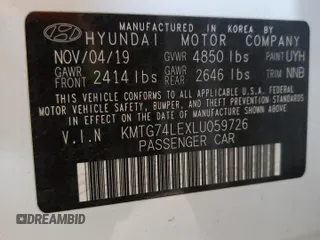 MANUFACTURED IN KOREA BY
HYUNDAI MOTOR COMPANY
NOV/04/19 GVWR 4850 lbs PAINT UYH
GAWR FRONT 2414 lbs GAWR REAR 2646 lbs TRIM NNB
THIS VEHICLE CONFORMS TO ALL APPLICABLE
FEDERAL MOTOR VEHICLE SAFETY, BUMPER, AND
THEFT PREVENTION STANDARDS IN EFFECT ON
THE DATE OF MANUFACTURE SHOWN ABOVE.
V.I.N KMTG74LEXLU059726
PASSENGER CAR
DREAMBID